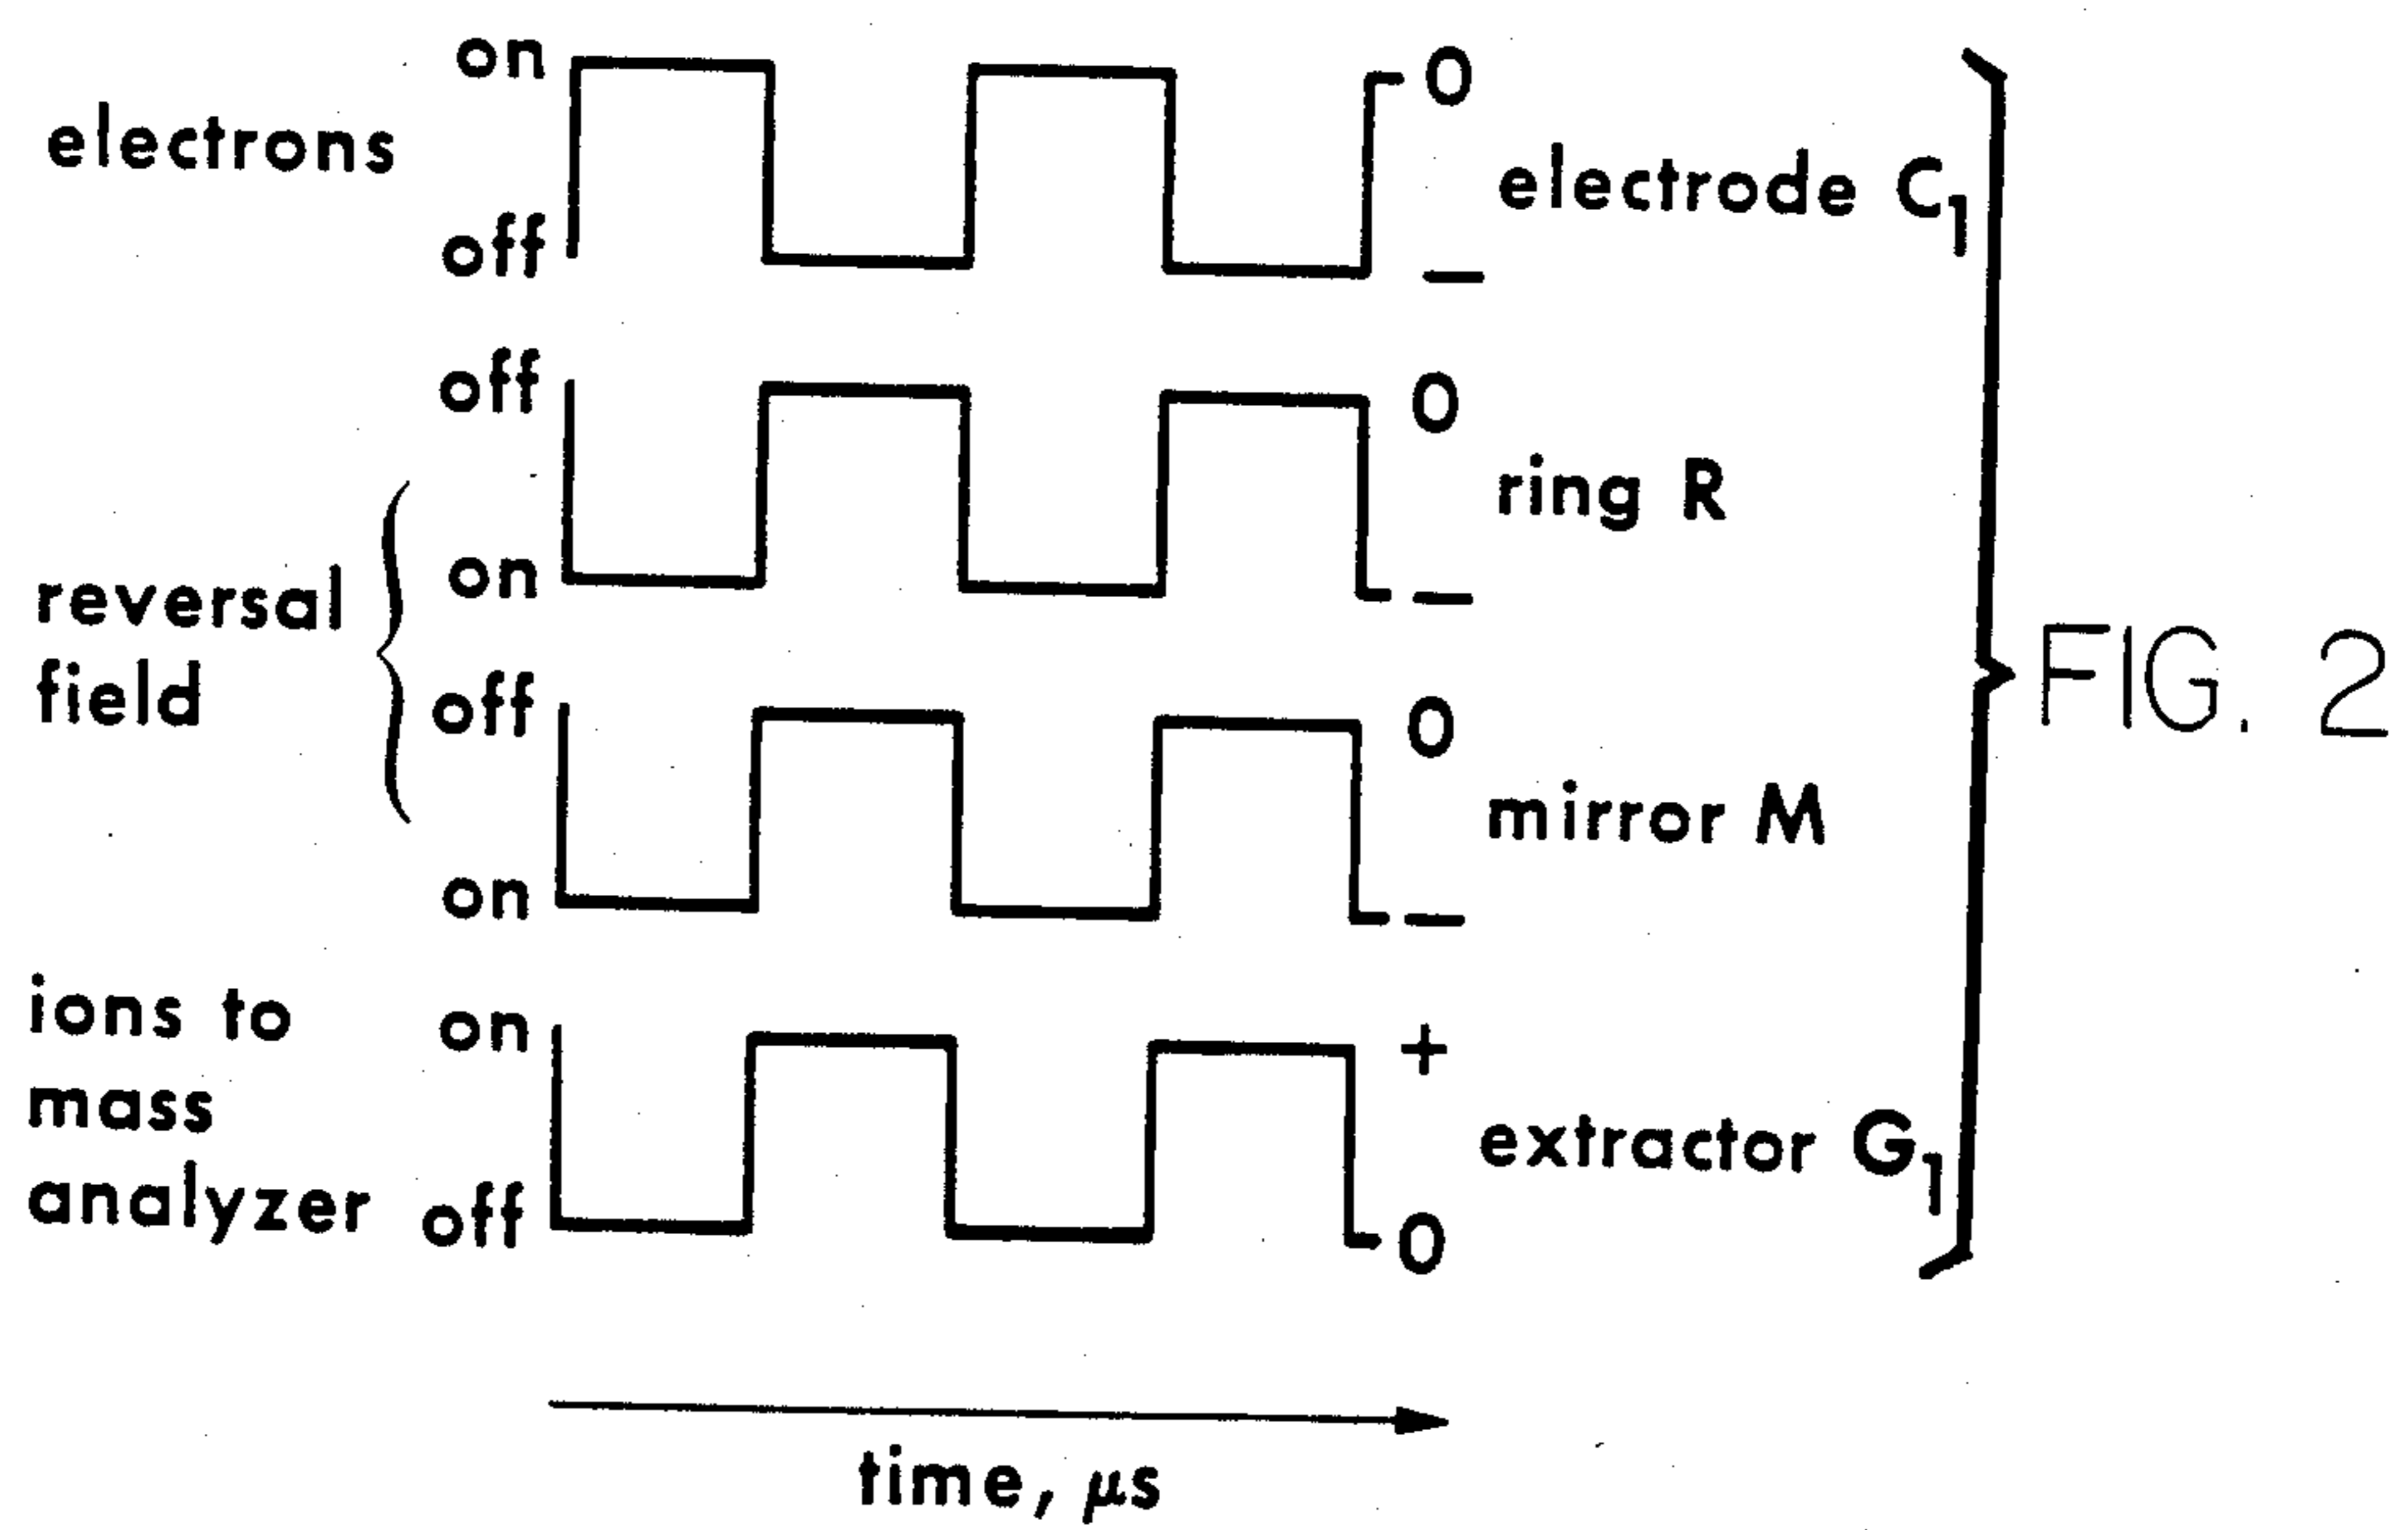 on
0
electrons
electrode C1
off
–
off
0
ring R
on
–
reversal
field
FIG. 2
off
0
mirror M
on
–
ions to
mass
analyzer
on
+
extractor G1
off
0
time, μs